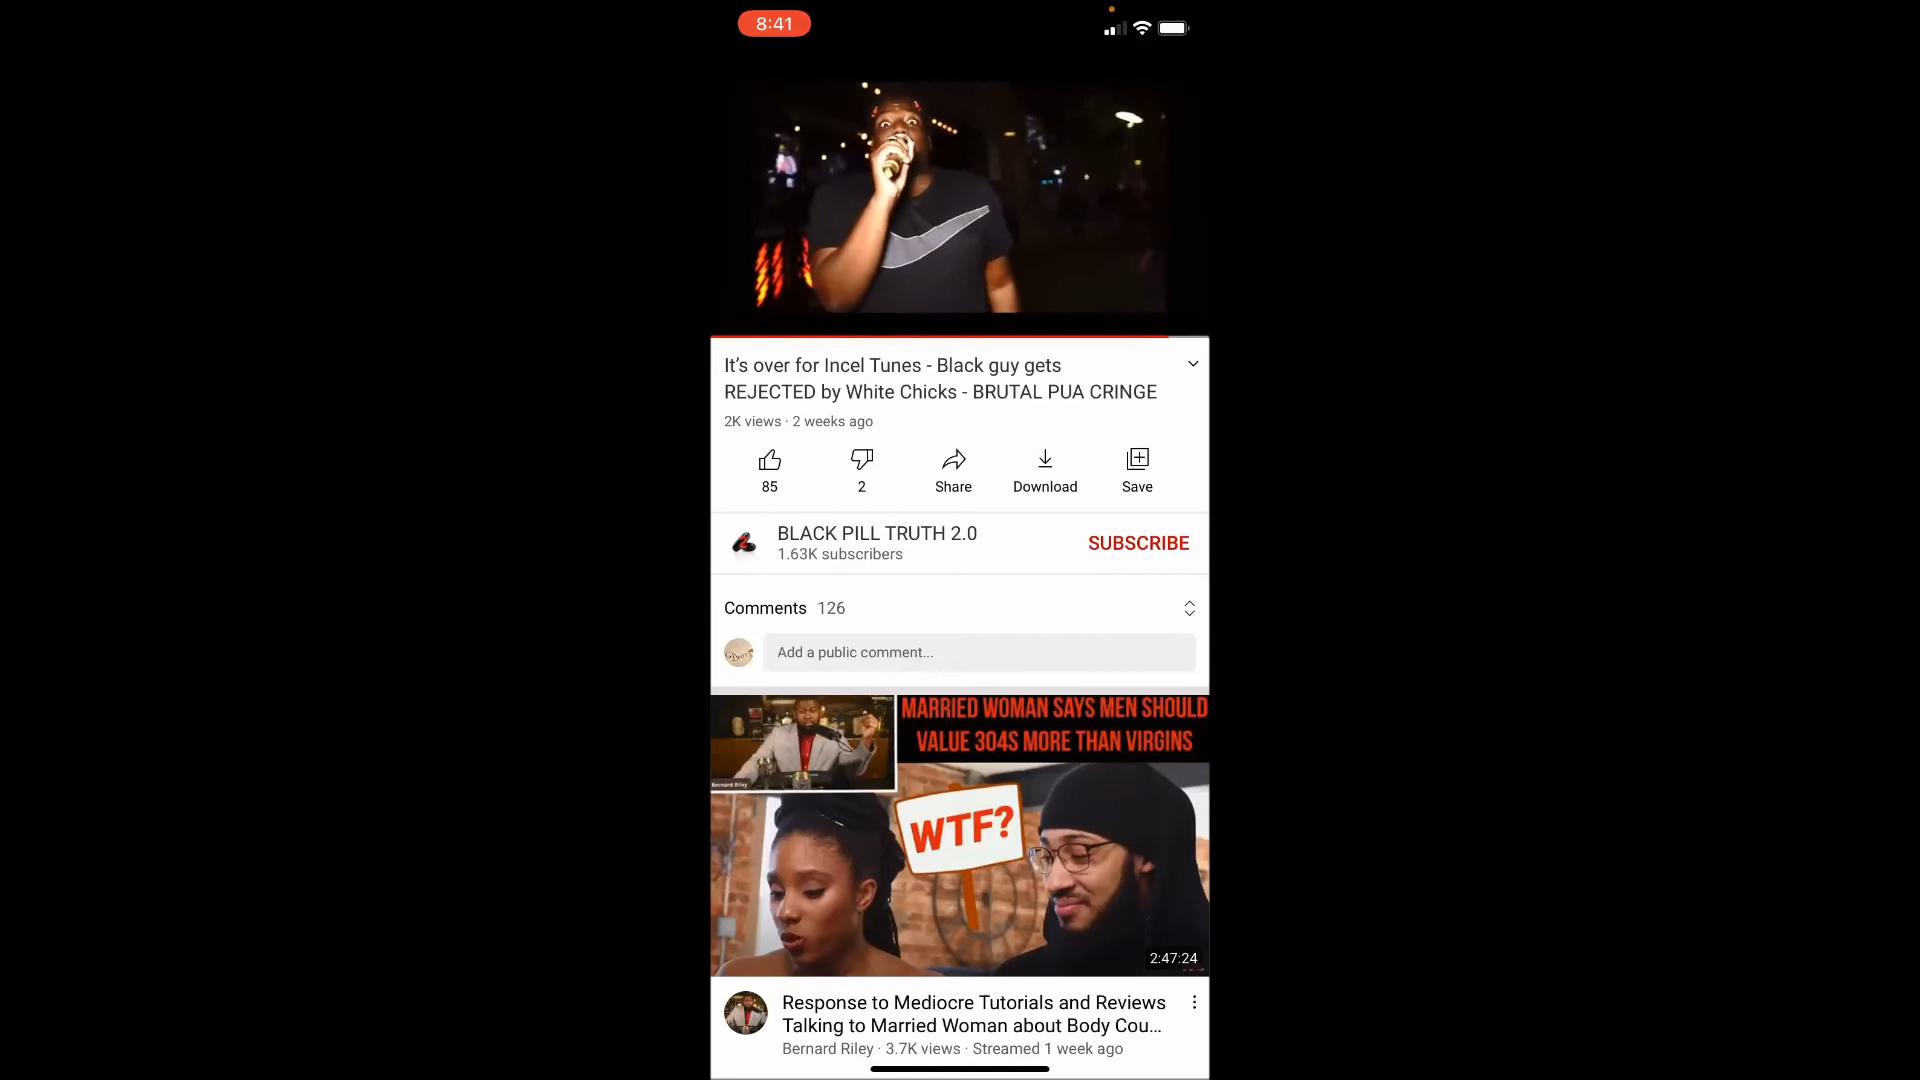 8:41
It's over for Incel Tunes - Black guy gets
REJECTED by White Chicks - BRUTAL PUA CRINGE
2K views · 2 weeks ago
85
2
Share
Download
Save
BLACK PILL TRUTH 2.0
1.63K subscribers
SUBSCRIBE
Comments 126
Add a public comment...
MARRIED WOMAN SAYS MEN SHOULD
VALUE 304S MORE THAN VIRGINS
Bernard Riley
WTF?
2:47:24
Response to Mediocre Tutorials and Reviews
Talking to Married Woman about Body Cou...
Bernard Riley · 3.7K views · Streamed 1 week ago